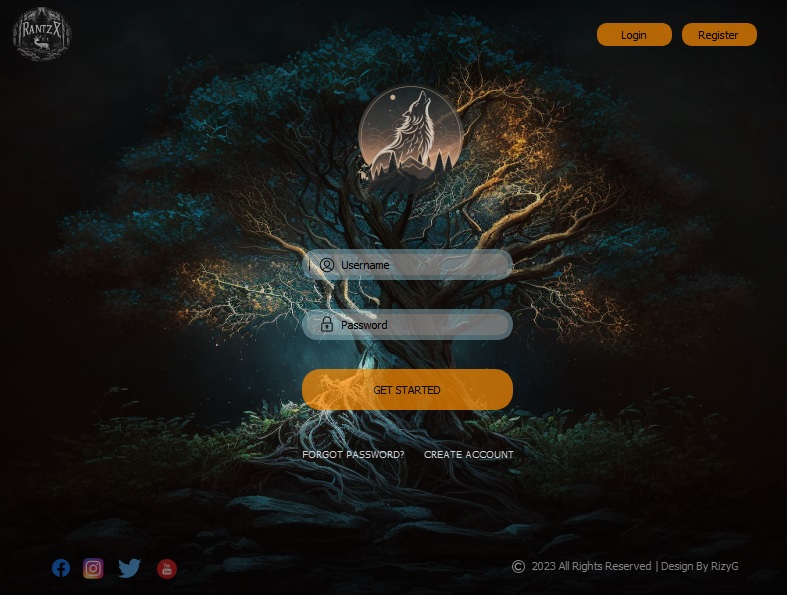 RANTZX
Login
Register
Username
Password
GET STARTED
FORGOT PASSWORD? CREATE ACCOUNT
© 2023 All Rights Reserved | Design By RizyG